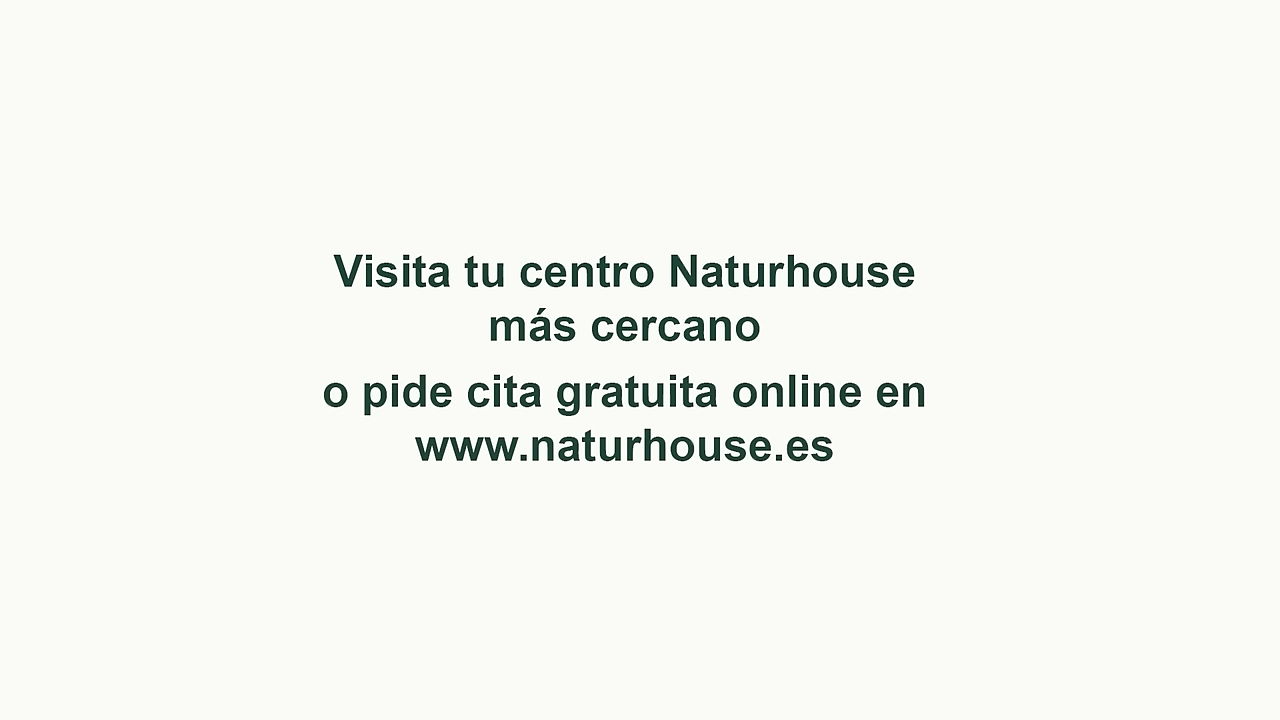 Visita tu centro Naturhouse
más cercano
o pide cita gratuita online en
www.naturhouse.es